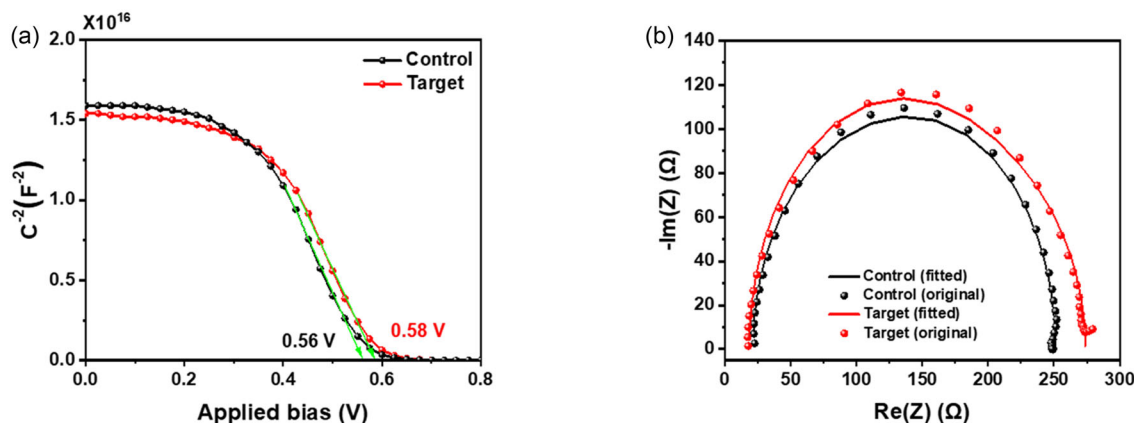 (a)
X10¹⁶
2.0
1.5
1.0
0.5
0.0
C⁻²(F⁻²)
Control
Target
0.56 V
0.58 V
0.0 0.2 0.4 0.6 0.8
Applied bias (V)
(b)
140
120
100
80
60
40
20
0
-Im(Z) (Ω)
Control (fitted)
Control (original)
Target (fitted)
Target (original)
0 50 100 150 200 250 300
Re(Z) (Ω)